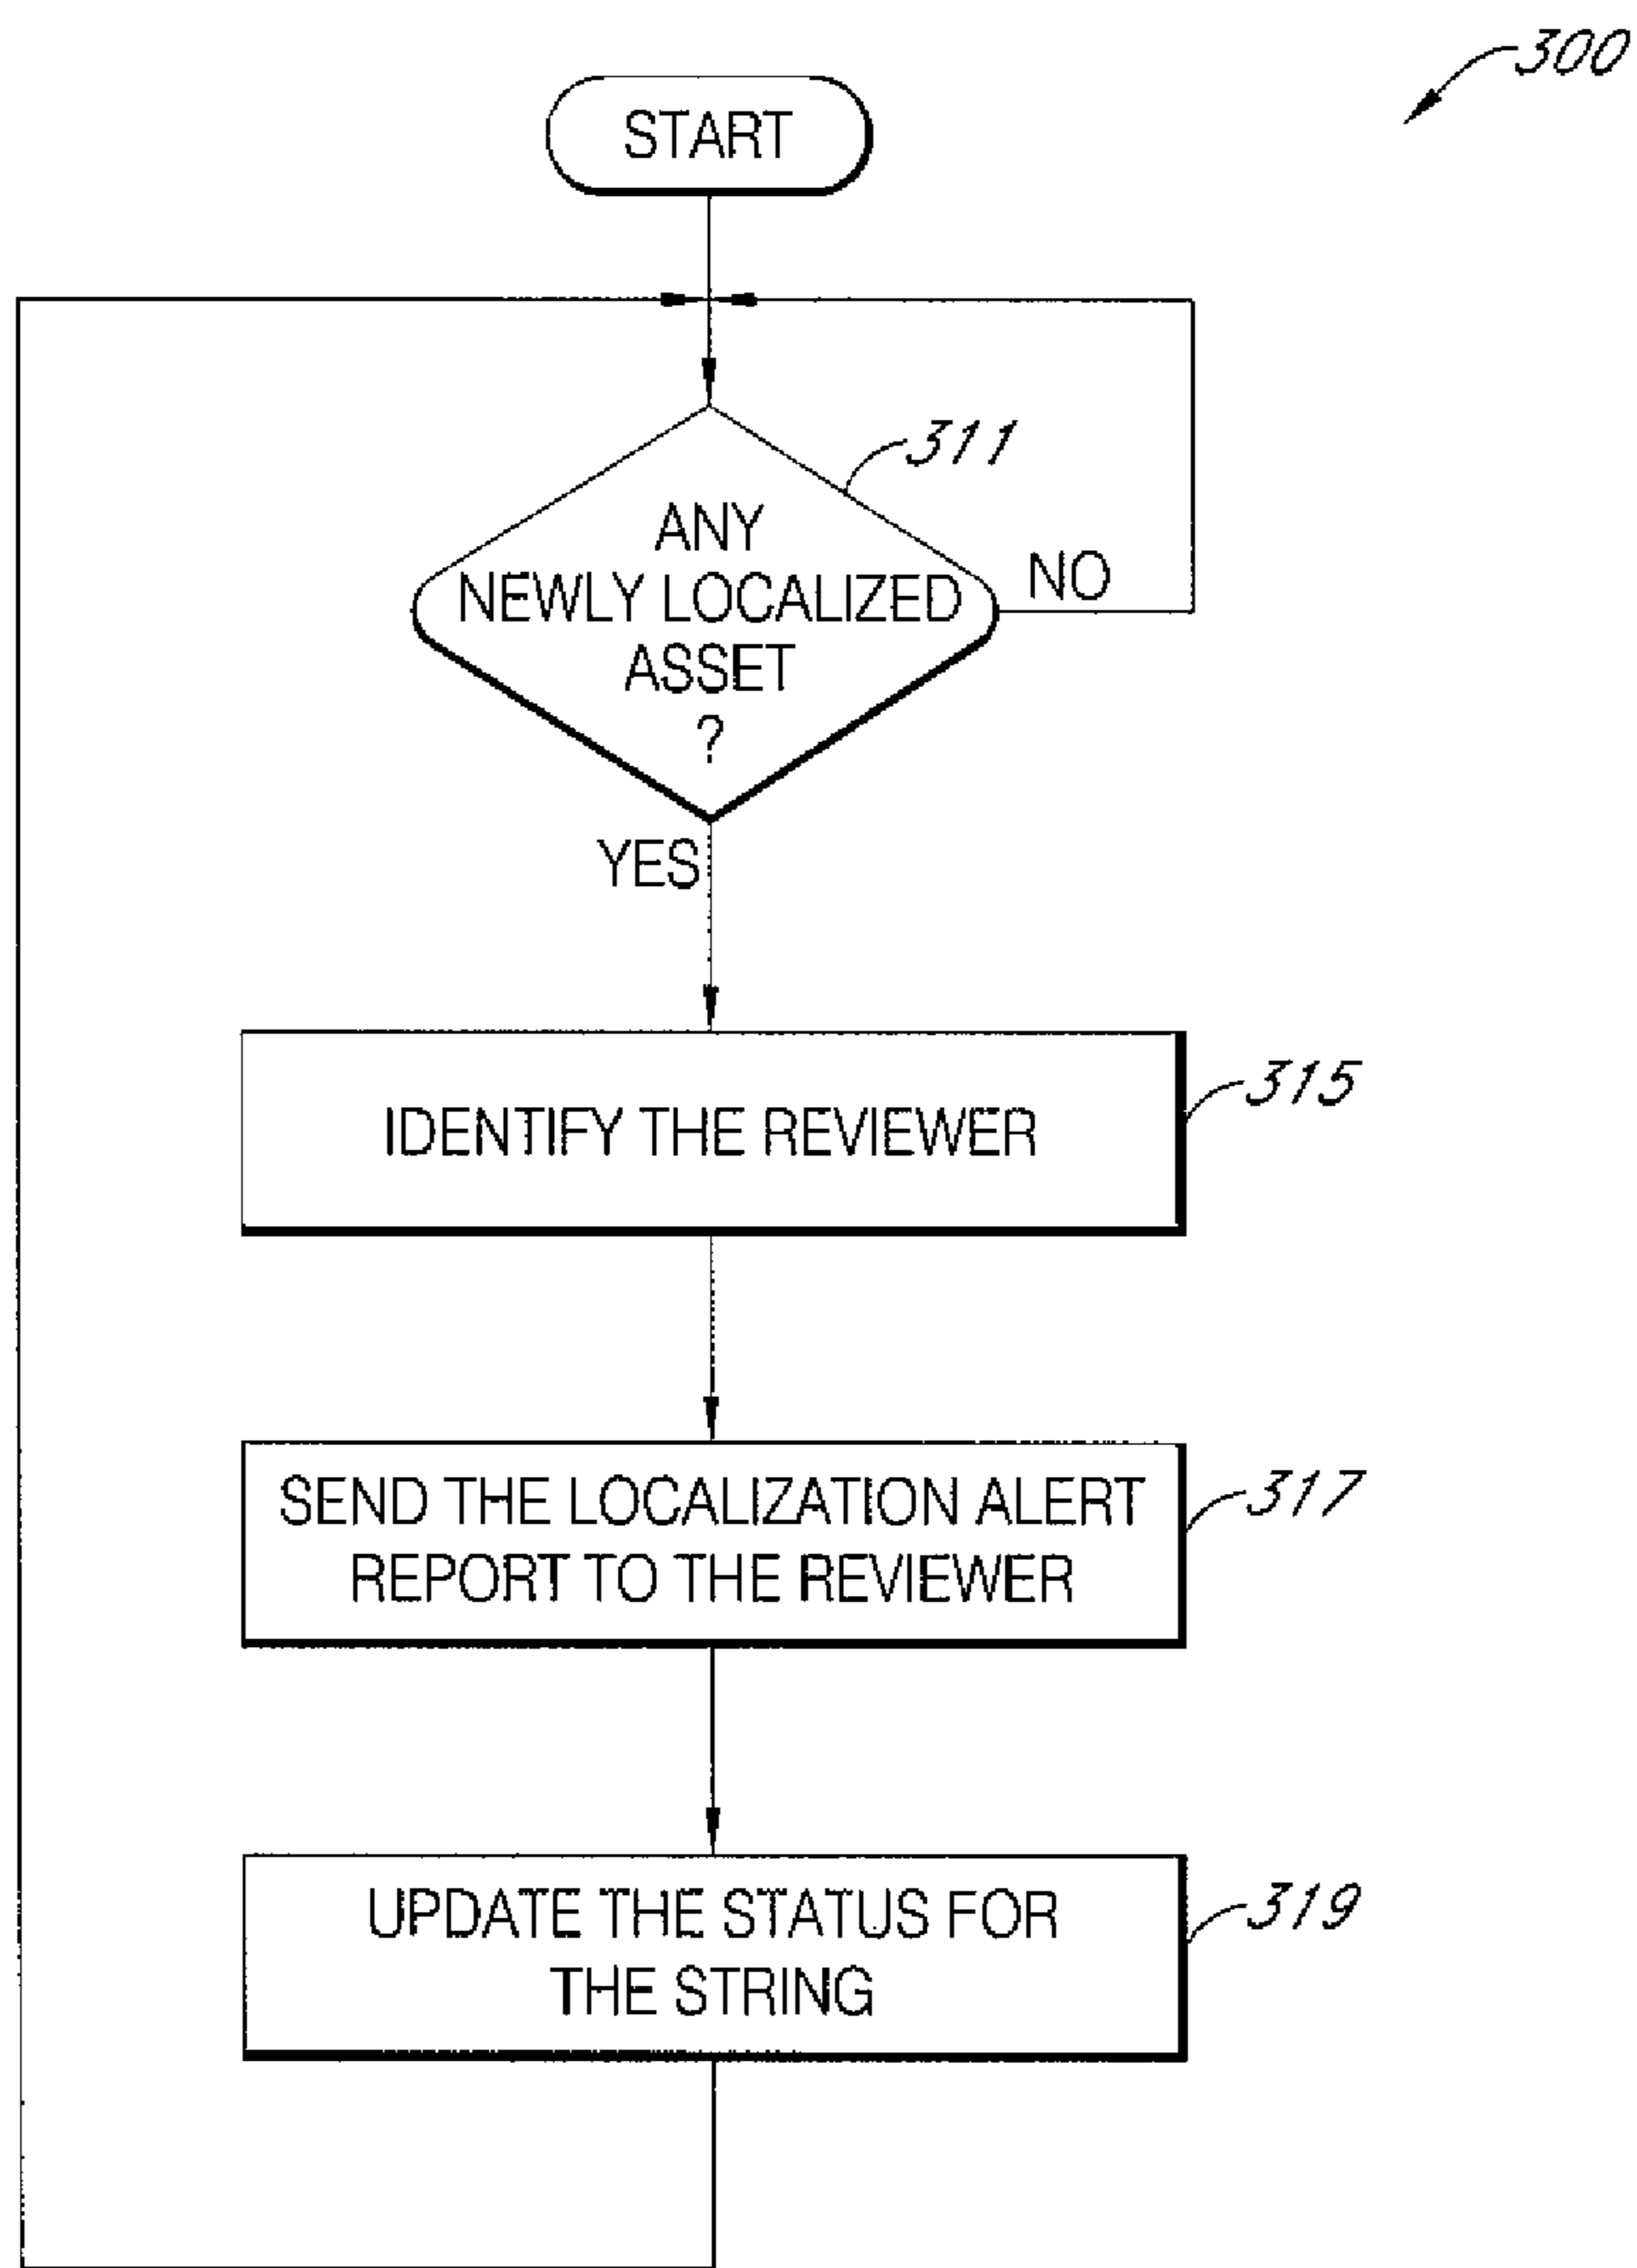 300
START
311
ANY
NEWLY LOCALIZED
ASSET
?
NO
YES
315
IDENTIFY THE REVIEWER
317
SEND THE LOCALIZATION ALERT
REPORT TO THE REVIEWER
319
UPDATE THE STATUS FOR
THE STRING